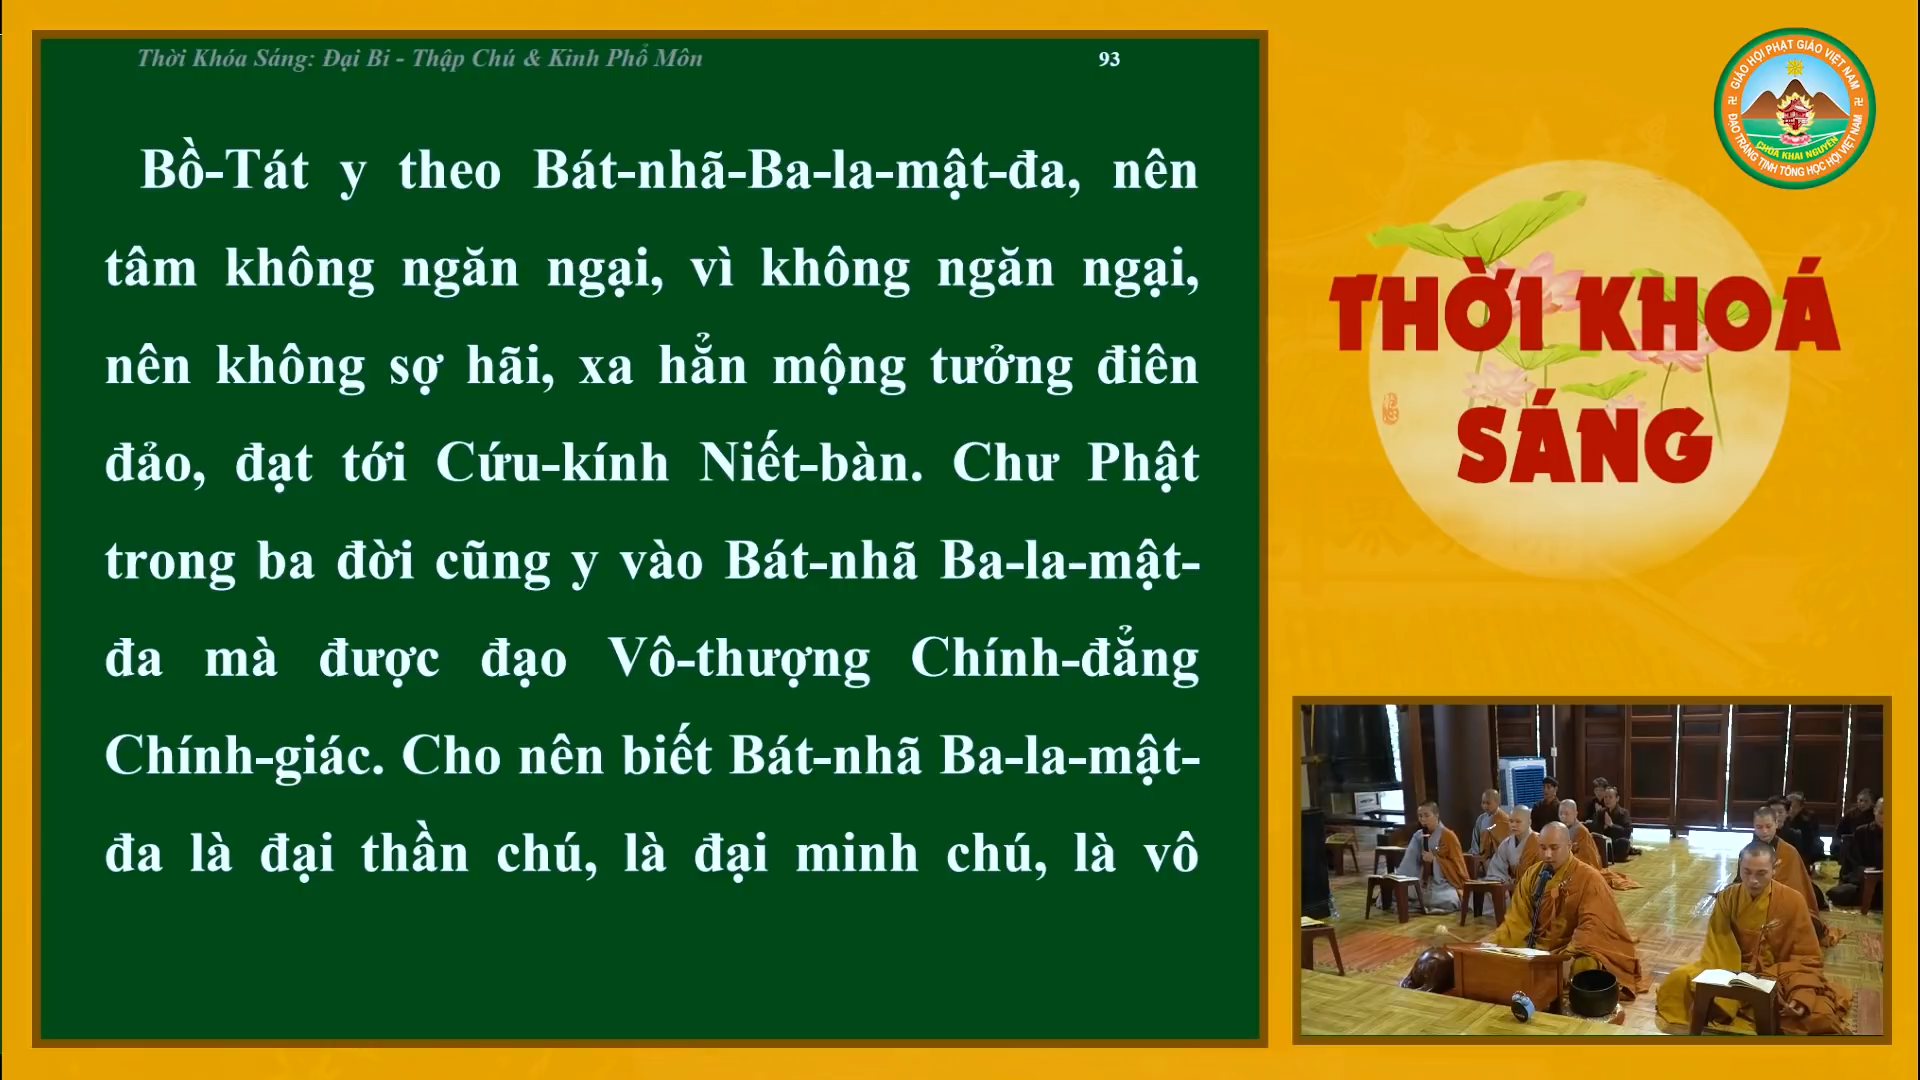 Thời Khóa Sáng: Đại Bi - Thập Chú & Kinh Phổ Môn
93
Bồ-Tát y theo Bát-nhã-Ba-la-mật-đa, nên
tâm không ngăn ngại, vì không ngăn ngại,
nên không sợ hãi, xa hẳn mộng tưởng điên
đảo, đạt tới Cứu-kính Niết-bàn. Chư Phật
trong ba đời cũng y vào Bát-nhã Ba-la-mật-
đa mà được đạo Vô-thượng Chính-đẳng
Chính-giác. Cho nên biết Bát-nhã Ba-la-mật-
đa là đại thần chú, là đại minh chú, là vô
GIÁO HỘI PHẬT GIÁO VIỆT NAM
CHÙA KHAI NGUYÊN
ĐẠO TRÀNG TỊNH TÔNG HỌC HỘI VIỆT NAM
THỜI KHOÁ
SÁNG